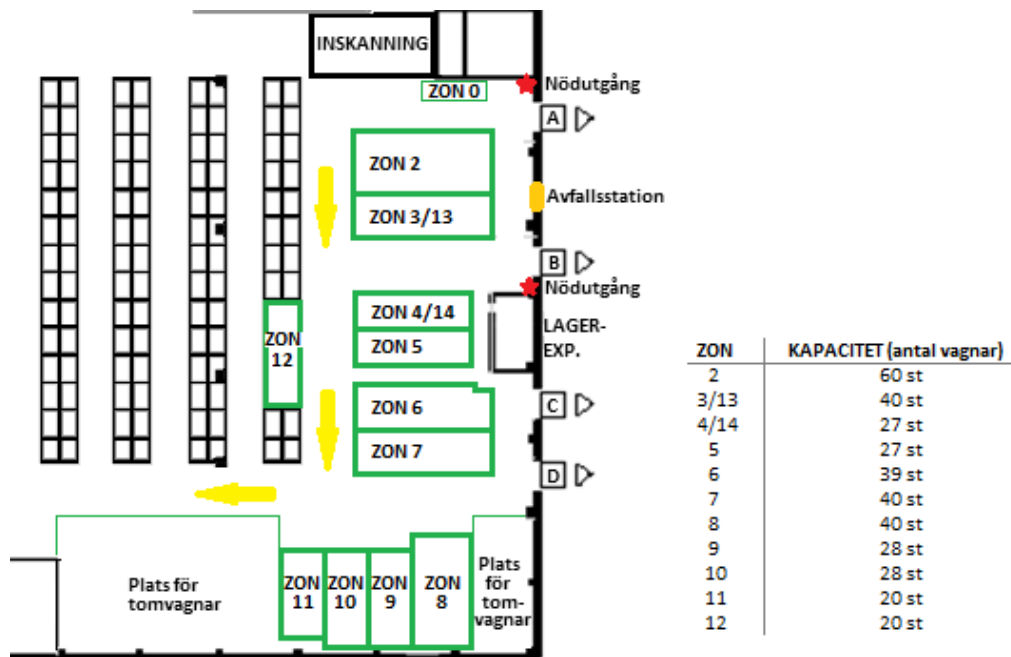 INSKANNING
ZON 0
Nödutgång
A
ZON 2
Avfallsstation
ZON 3/13
B
Nödutgång
ZON 4/14
LAGER-
EXP.
ZON
12
ZON 5
ZON 6
C
ZON 7
D
Plats för
tomvagnar
ZON
11
ZON
10
ZON
9
ZON
8
Plats
för
tom-
vagnar
ZON KAPACITET (antal vagnar)
2 60 st
3/13 40 st
4/14 27 st
5 27 st
6 39 st
7 40 st
8 40 st
9 28 st
10 28 st
11 20 st
12 20 st